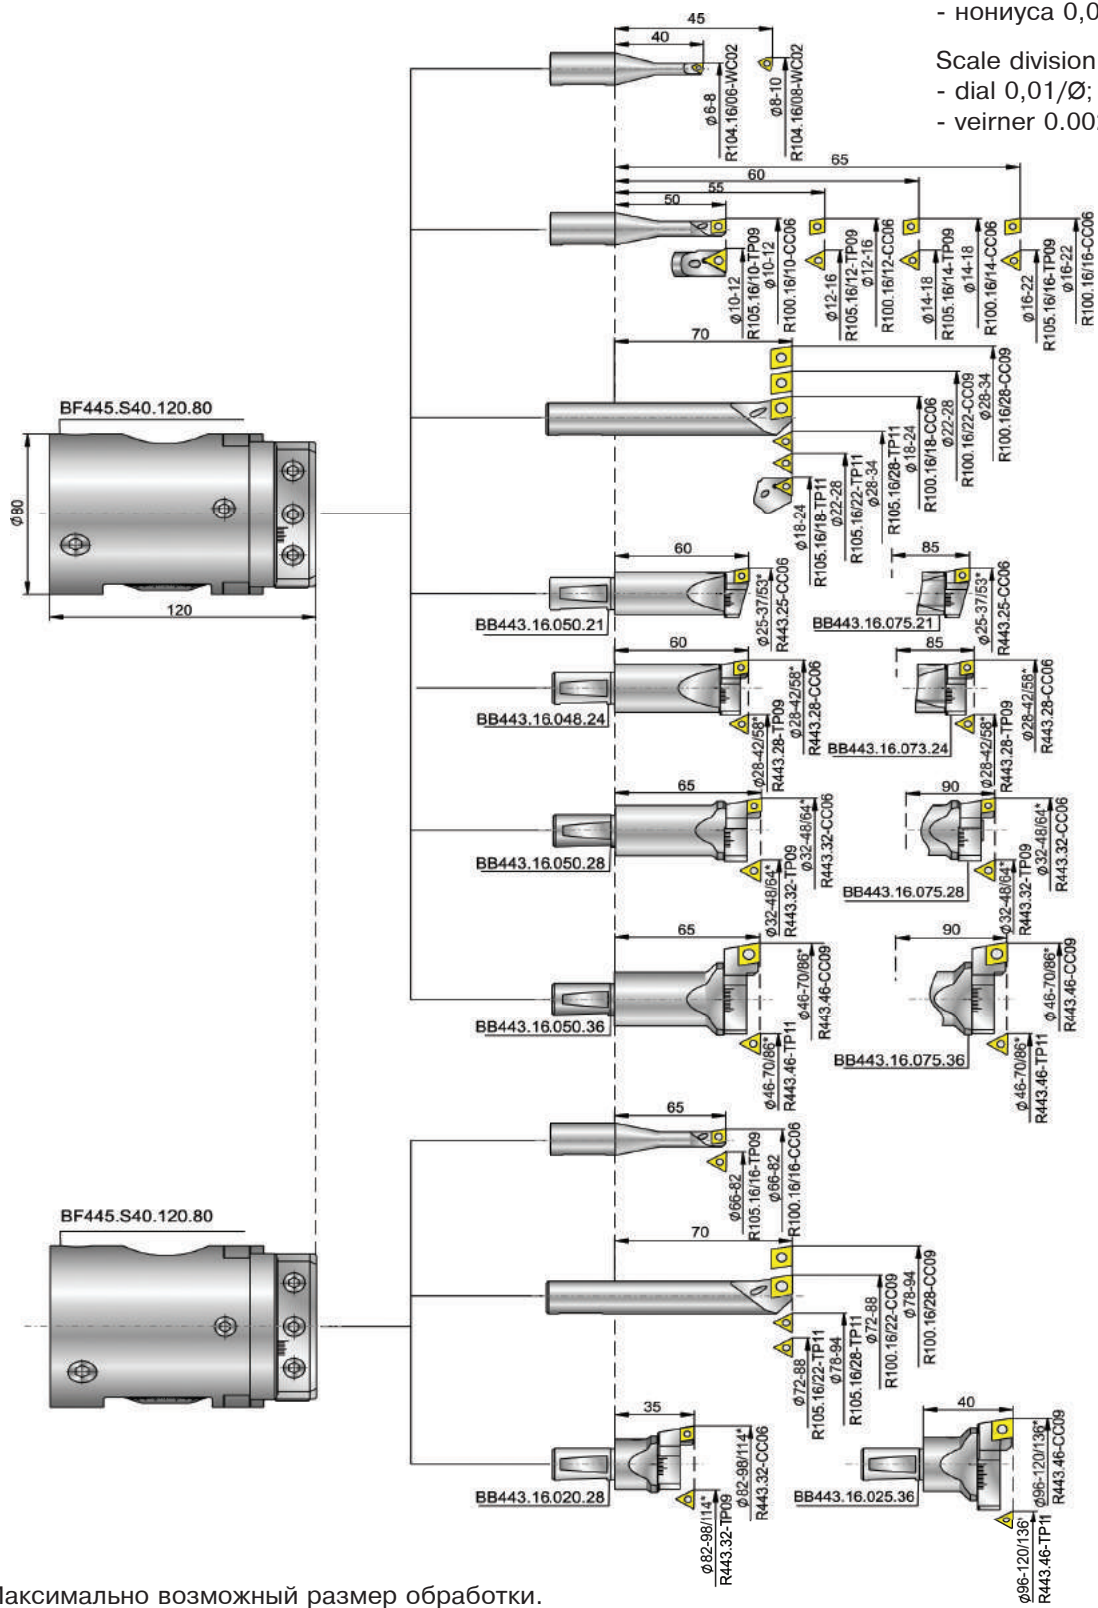 - нониуса 0,0
Scale division
- dial 0,01/Ø;
- veirner 0.002
45
40
Ø6-8
R104.16/06-WC02
Ø8-10
R104.16/08-WC02
65
60
55
50
Ø10-12
R105.16/10-TP09
Ø10-12
R100.16/10-CC06
Ø12-16
R105.16/12-TP09
Ø12-16
R100.16/12-CC06
Ø14-18
R105.16/14-TP09
Ø14-18
R100.16/14-CC06
Ø16-22
R105.16/16-TP09
Ø16-22
R100.16/16-CC06
70
Ø18-24
R105.16/18-TP11
Ø22-28
R105.16/22-TP11
Ø28-34
R105.16/28-TP11
Ø18-24
R100.16/18-CC06
Ø22-28
R100.16/22-CC09
Ø28-34
R100.16/28-CC09
BF445.S40.120.80
Ø80
120
60
BB443.16.050.21
Ø25-37/53*
R443.25-CC06
85
BB443.16.075.21
Ø25-37/53*
R443.25-CC06
60
BB443.16.048.24
Ø28-42/58*
R443.28-TP09
Ø28-42/58*
R443.28-CC06
85
BB443.16.073.24
Ø28-42/58*
R443.28-TP09
Ø28-42/58*
R443.28-CC06
65
BB443.16.050.28
Ø32-48/64*
R443.32-TP09
Ø32-48/64*
R443.32-CC06
90
BB443.16.075.28
Ø32-48/64*
R443.32-TP09
Ø32-48/64*
R443.32-CC06
65
BB443.16.050.36
Ø46-70/86*
R443.46-TP11
Ø46-70/86*
R443.46-CC09
90
BB443.16.075.36
Ø46-70/86*
R443.46-TP11
Ø46-70/86*
R443.46-CC09
BF445.S40.120.80
65
Ø66-82
R105.16/16-TP09
Ø66-82
R100.16/16-CC06
70
Ø72-88
R105.16/22-TP11
Ø78-94
R105.16/28-TP11
Ø72-88
R100.16/22-CC09
Ø78-94
R100.16/28-CC09
35
BB443.16.020.28
Ø82-98/114*
R443.32-TP09
Ø82-98/114*
R443.32-CC06
40
BB443.16.025.36
Ø96-120/136*
R443.46-TP11
Ø96-120/136*
R443.46-CC09
Максимально возможный размер обработки.